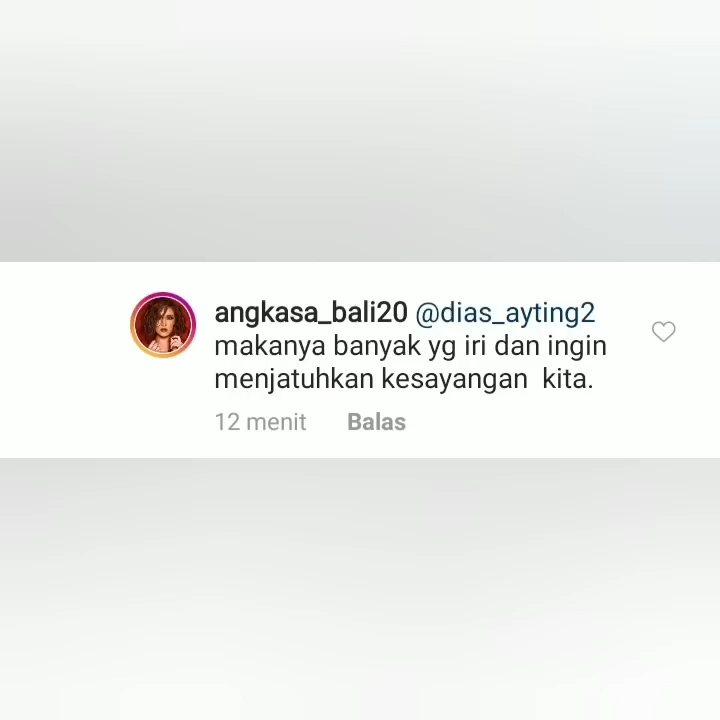 angkasa_bali20 @dias_ayting2
makanya banyak yg iri dan ingin
menjatuhkan kesayangan kita.
12 menit Balas